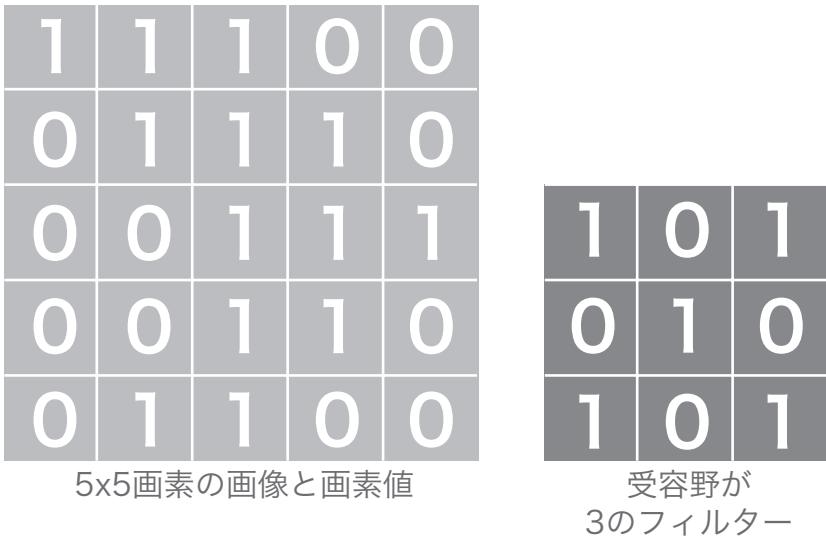 1 1 1 0 0
0 1 1 1 0
0 0 1 1 1
0 0 1 1 0
0 1 1 0 0
5x5画素の画像と画素値
1 0 1
0 1 0
1 0 1
受容野が
3のフィルター